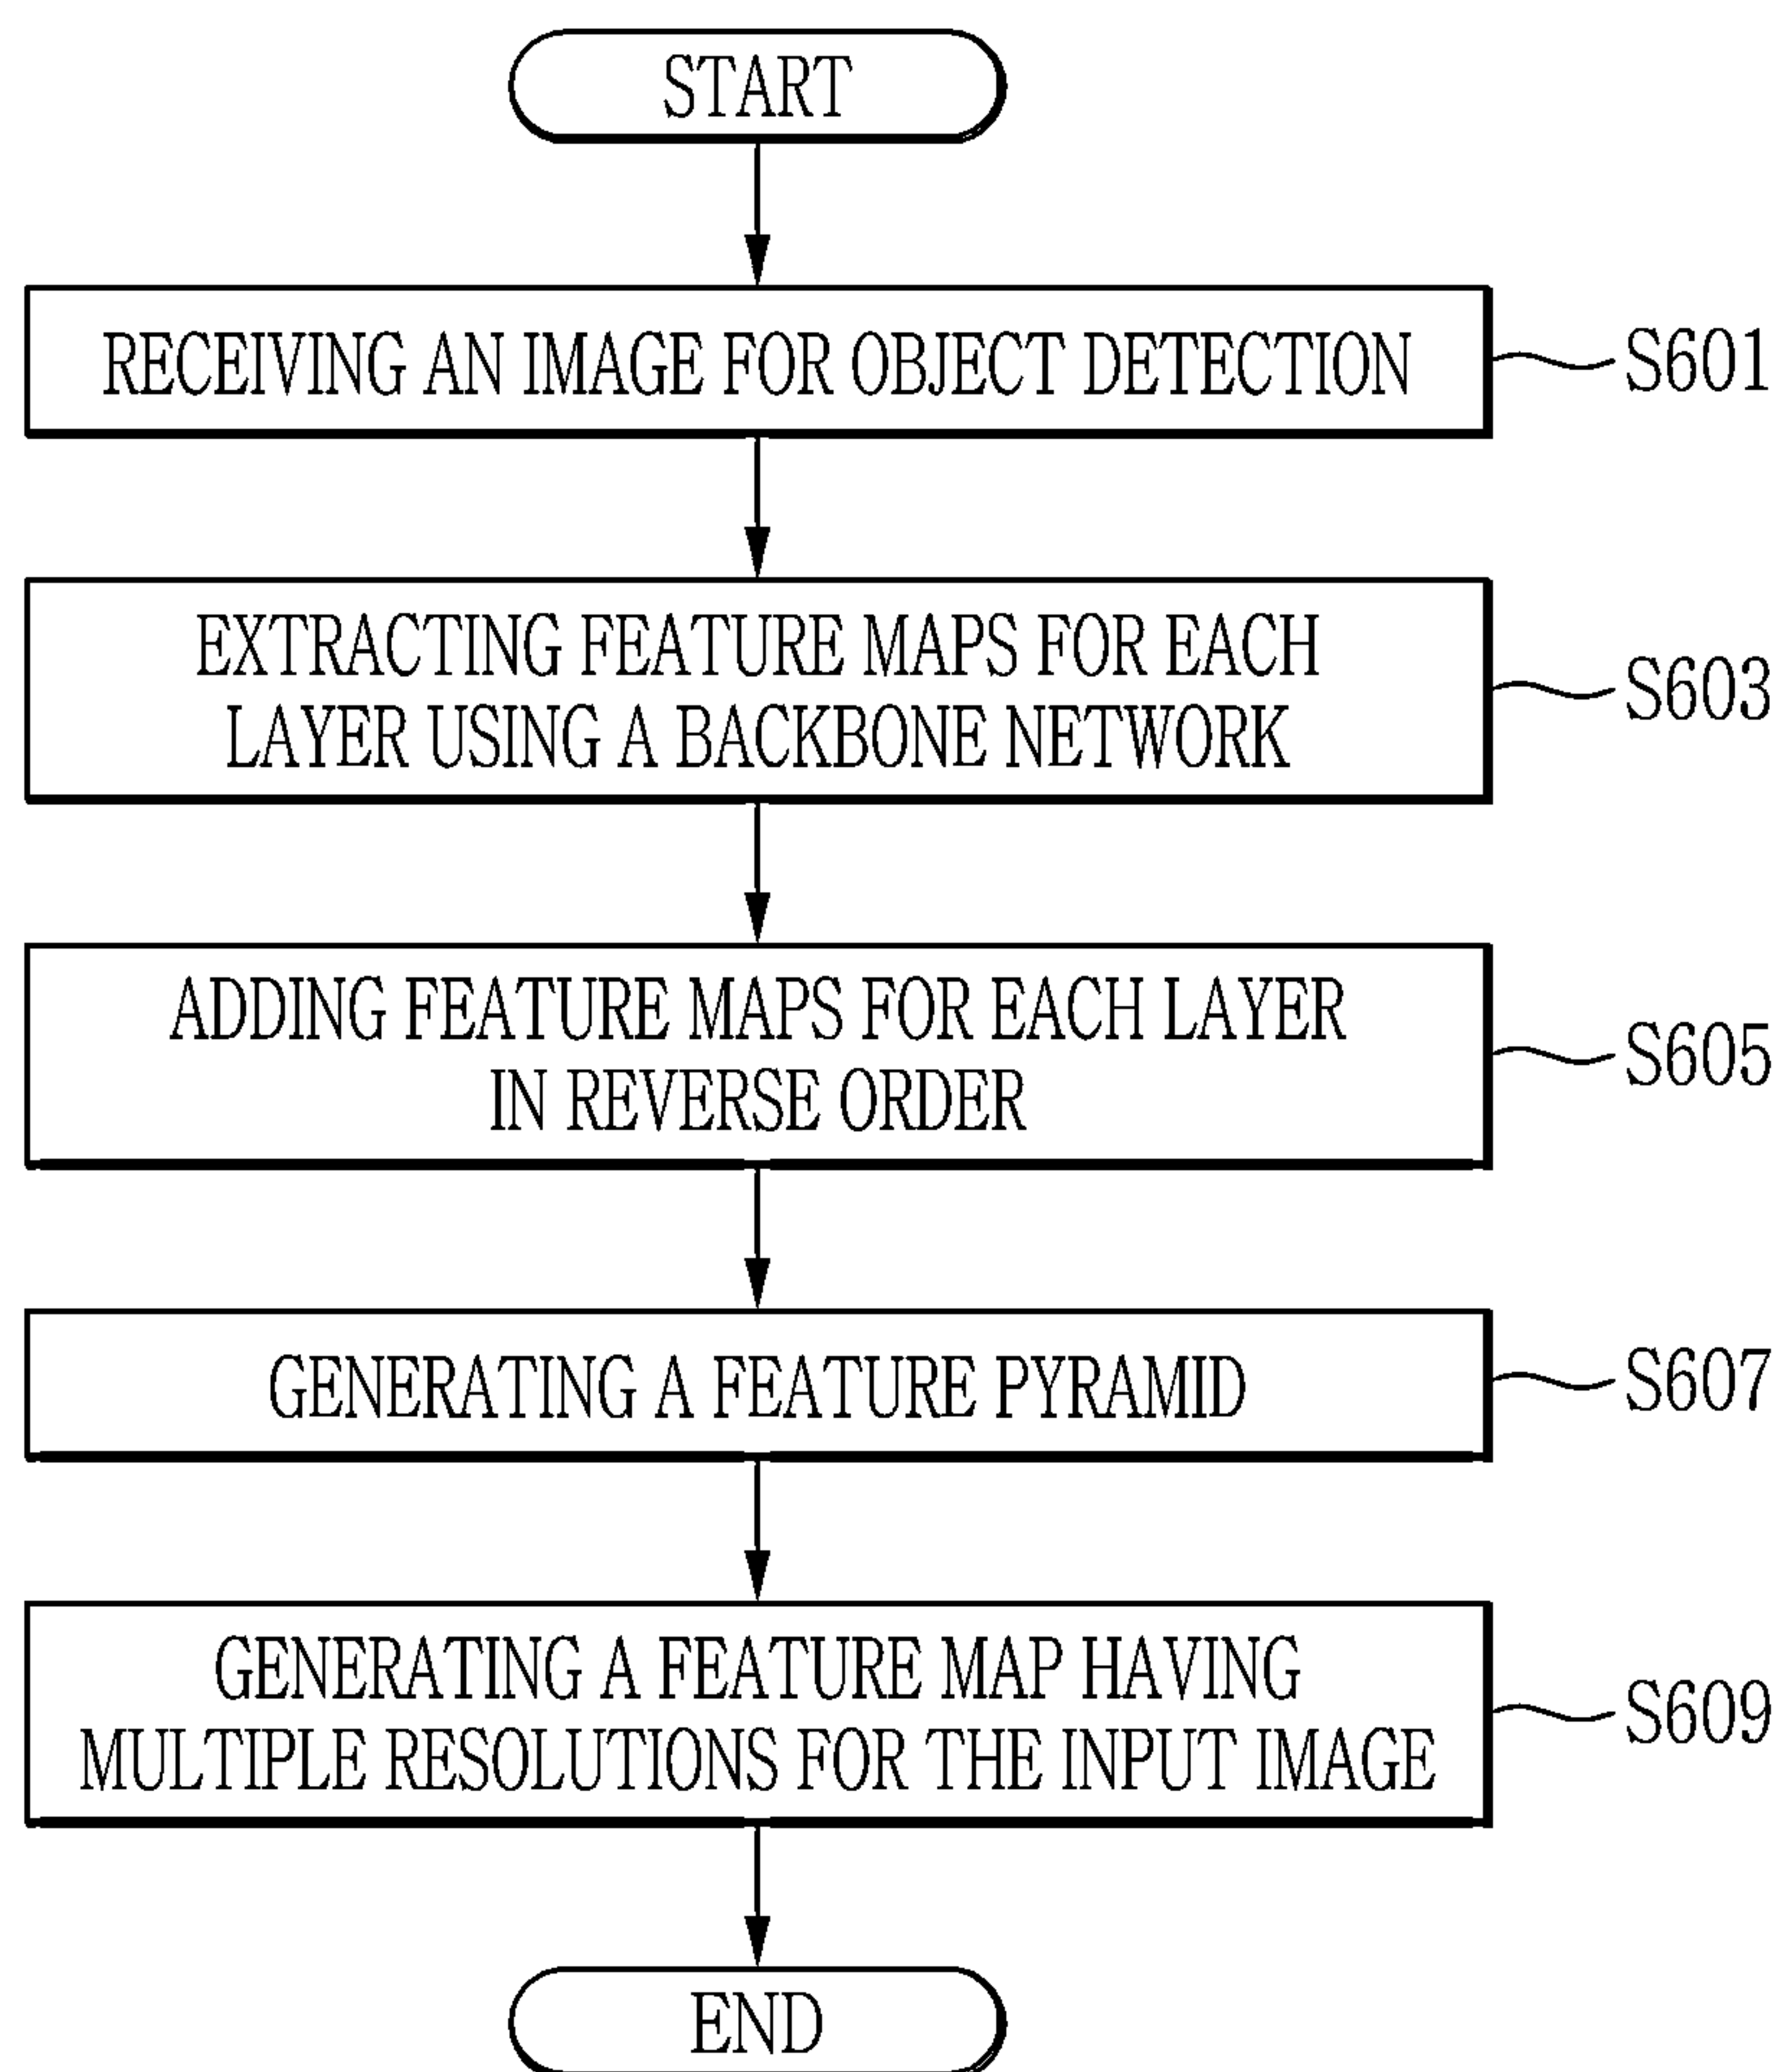 START
RECEIVING AN IMAGE FOR OBJECT DETECTION
S601
EXTRACTING FEATURE MAPS FOR EACH
LAYER USING A BACKBONE NETWORK
S603
ADDING FEATURE MAPS FOR EACH LAYER
IN REVERSE ORDER
S605
GENERATING A FEATURE PYRAMID
S607
GENERATING A FEATURE MAP HAVING
MULTIPLE RESOLUTIONS FOR THE INPUT IMAGE
S609
END